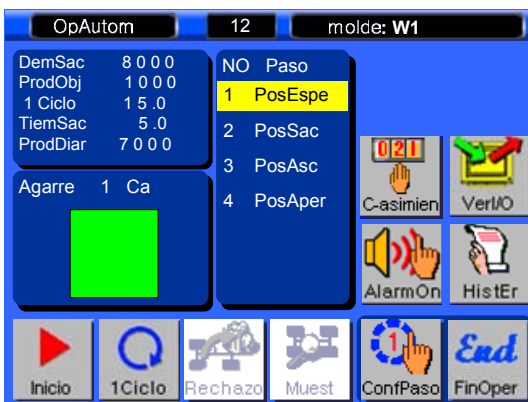 OpAutom 12 molde: W1
DemSac 8000
ProdObj 1000
1 Ciclo 15.0
TiemSac 5.0
ProdDiar 7000
NO Paso
1 PosEspe
2 PosSac
3 PosAsc
4 PosAper
Agarre 1 Ca
021
C-asimien
VerI/O
AlarmOn
HistEr
Inicio
1Ciclo
Rechazo
Muest
1
ConfPaso
End
FinOper